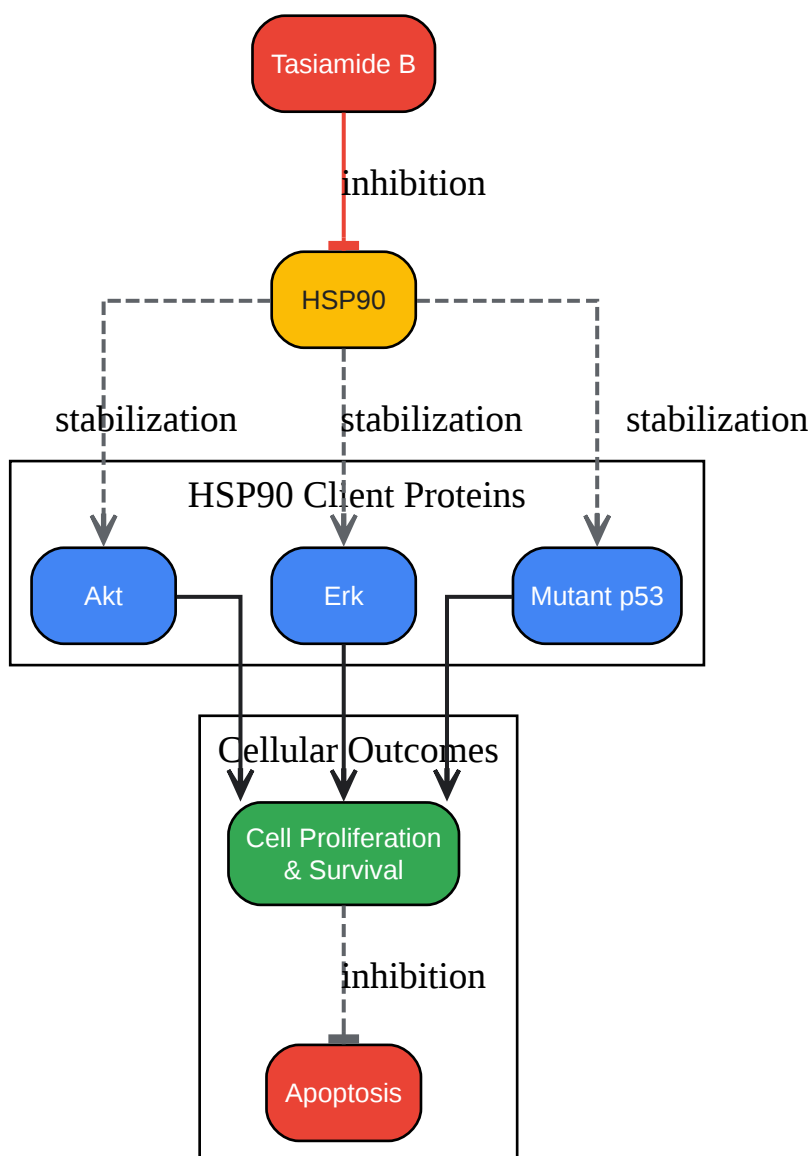 Tasiamide B
inhibition
HSP90
stabilization
stabilization
stabilization
HSP90 Client Proteins
Akt
Erk
Mutant p53
Cellular Outcomes
Cell Proliferation
& Survival
inhibition
Apoptosis